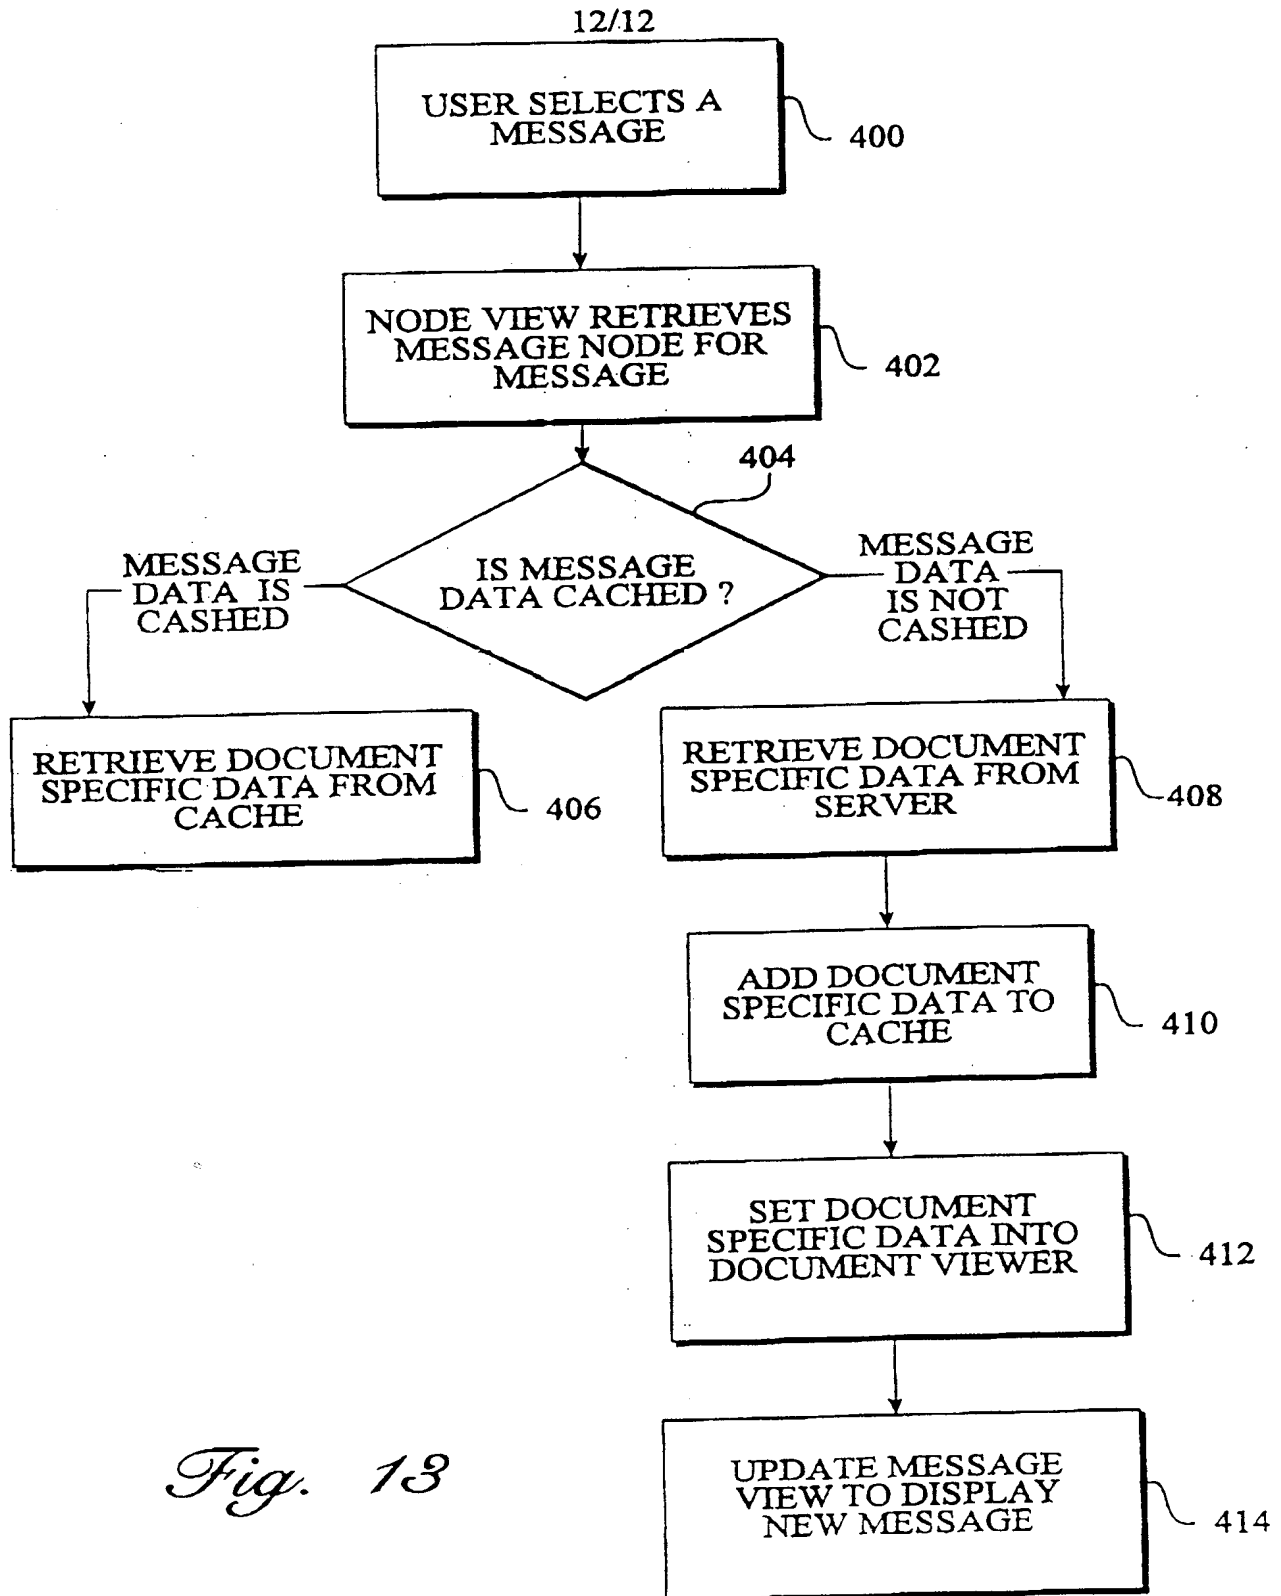 12/12
USER SELECTS A
MESSAGE
400
NODE VIEW RETRIEVES
MESSAGE NODE FOR
MESSAGE
402
404
IS MESSAGE
DATA CACHED ?
MESSAGE
DATA IS
CASHED
MESSAGE
DATA
IS NOT
CASHED
RETRIEVE DOCUMENT
SPECIFIC DATA FROM
CACHE
406
RETRIEVE DOCUMENT
SPECIFIC DATA FROM
SERVER
408
ADD DOCUMENT
SPECIFIC DATA TO
CACHE
410
SET DOCUMENT
SPECIFIC DATA INTO
DOCUMENT VIEWER
412
UPDATE MESSAGE
VIEW TO DISPLAY
NEW MESSAGE
414
Fig. 13